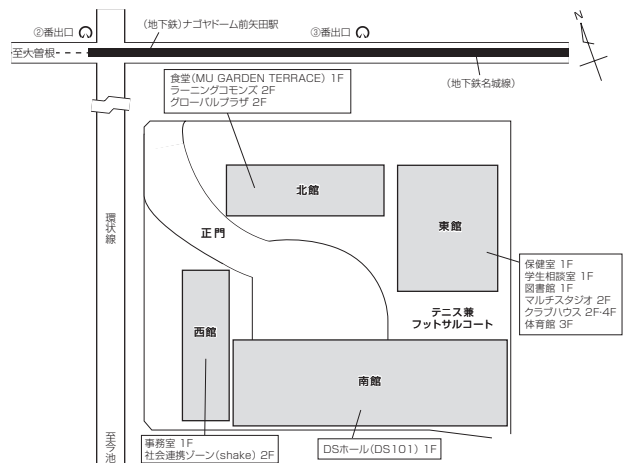 ②番出口
(地下鉄)ナゴヤドーム前矢田駅
③番出口
N
至大曽根
(地下鉄名城線)
食堂(MU GARDEN TERRACE) 1F
ラーニングコモンズ 2F
グローバルプラザ 2F
北館
東館
環状線
正門
保健室 1F
学生相談室 1F
図書館 1F
マルチスタジオ 2F
クラブハウス 2F·4F
体育館 3F
テニス兼
フットサルコート
西館
南館
至今池
事務室 1F
社会連携ゾーン(shake) 2F
DSホール(DS101) 1F